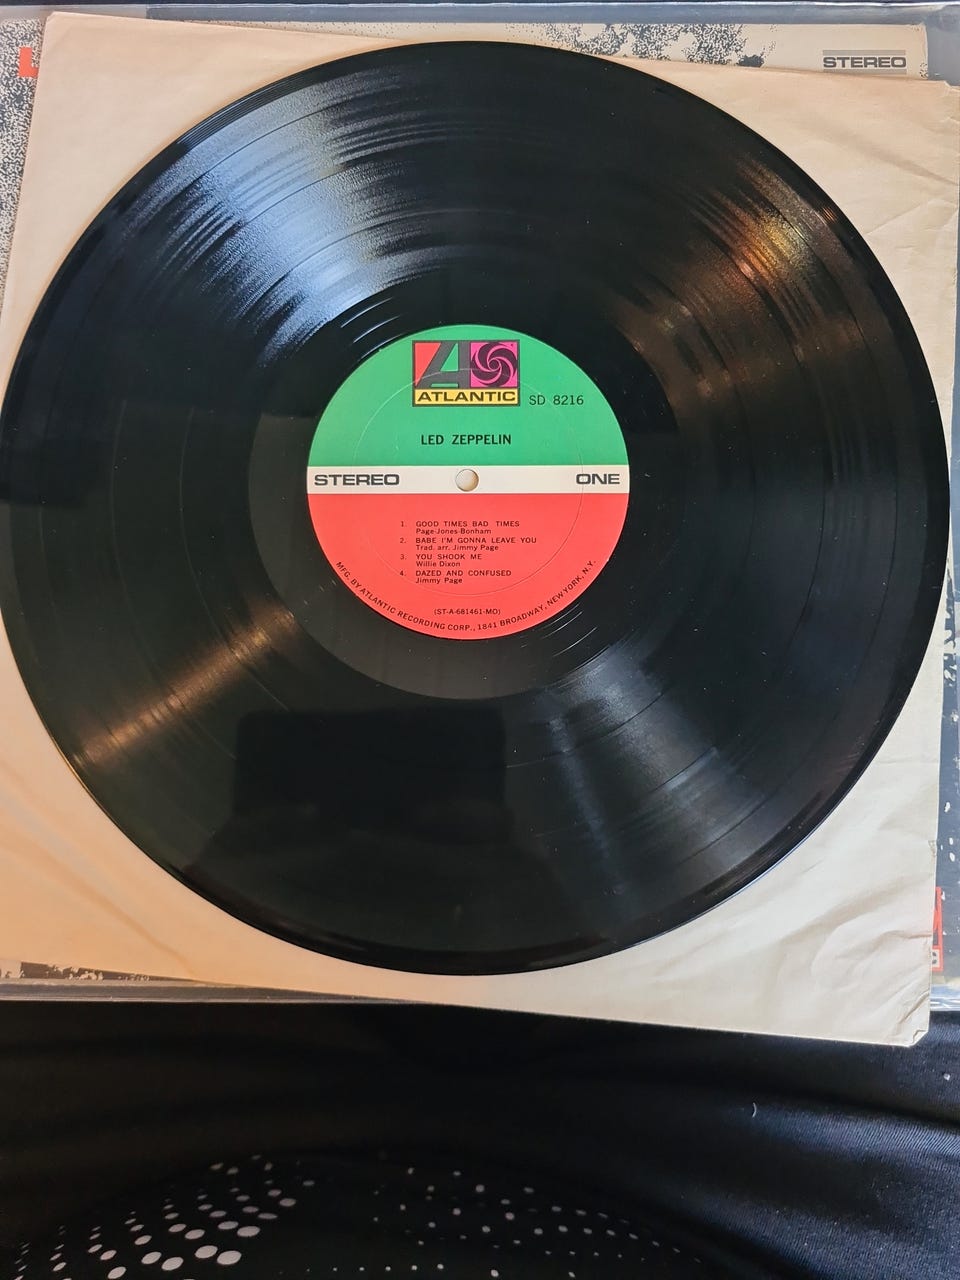 STEREO
ATLANTIC
SD 8216
LED ZEPPELIN
STEREO ONE
1. GOOD TIMES BAD TIMES
Page-Jones-Bonham
2. BABE I'M GONNA LEAVE YOU
Trad. arr. Jimmy Page
3. YOU SHOOK ME
Willie Dixon
4. DAZED AND CONFUSED
Jimmy Page
(ST-A-681461-MO)
MFG. BY ATLANTIC RECORDING CORP., 1841 BROADWAY, NEW YORK, N.Y.